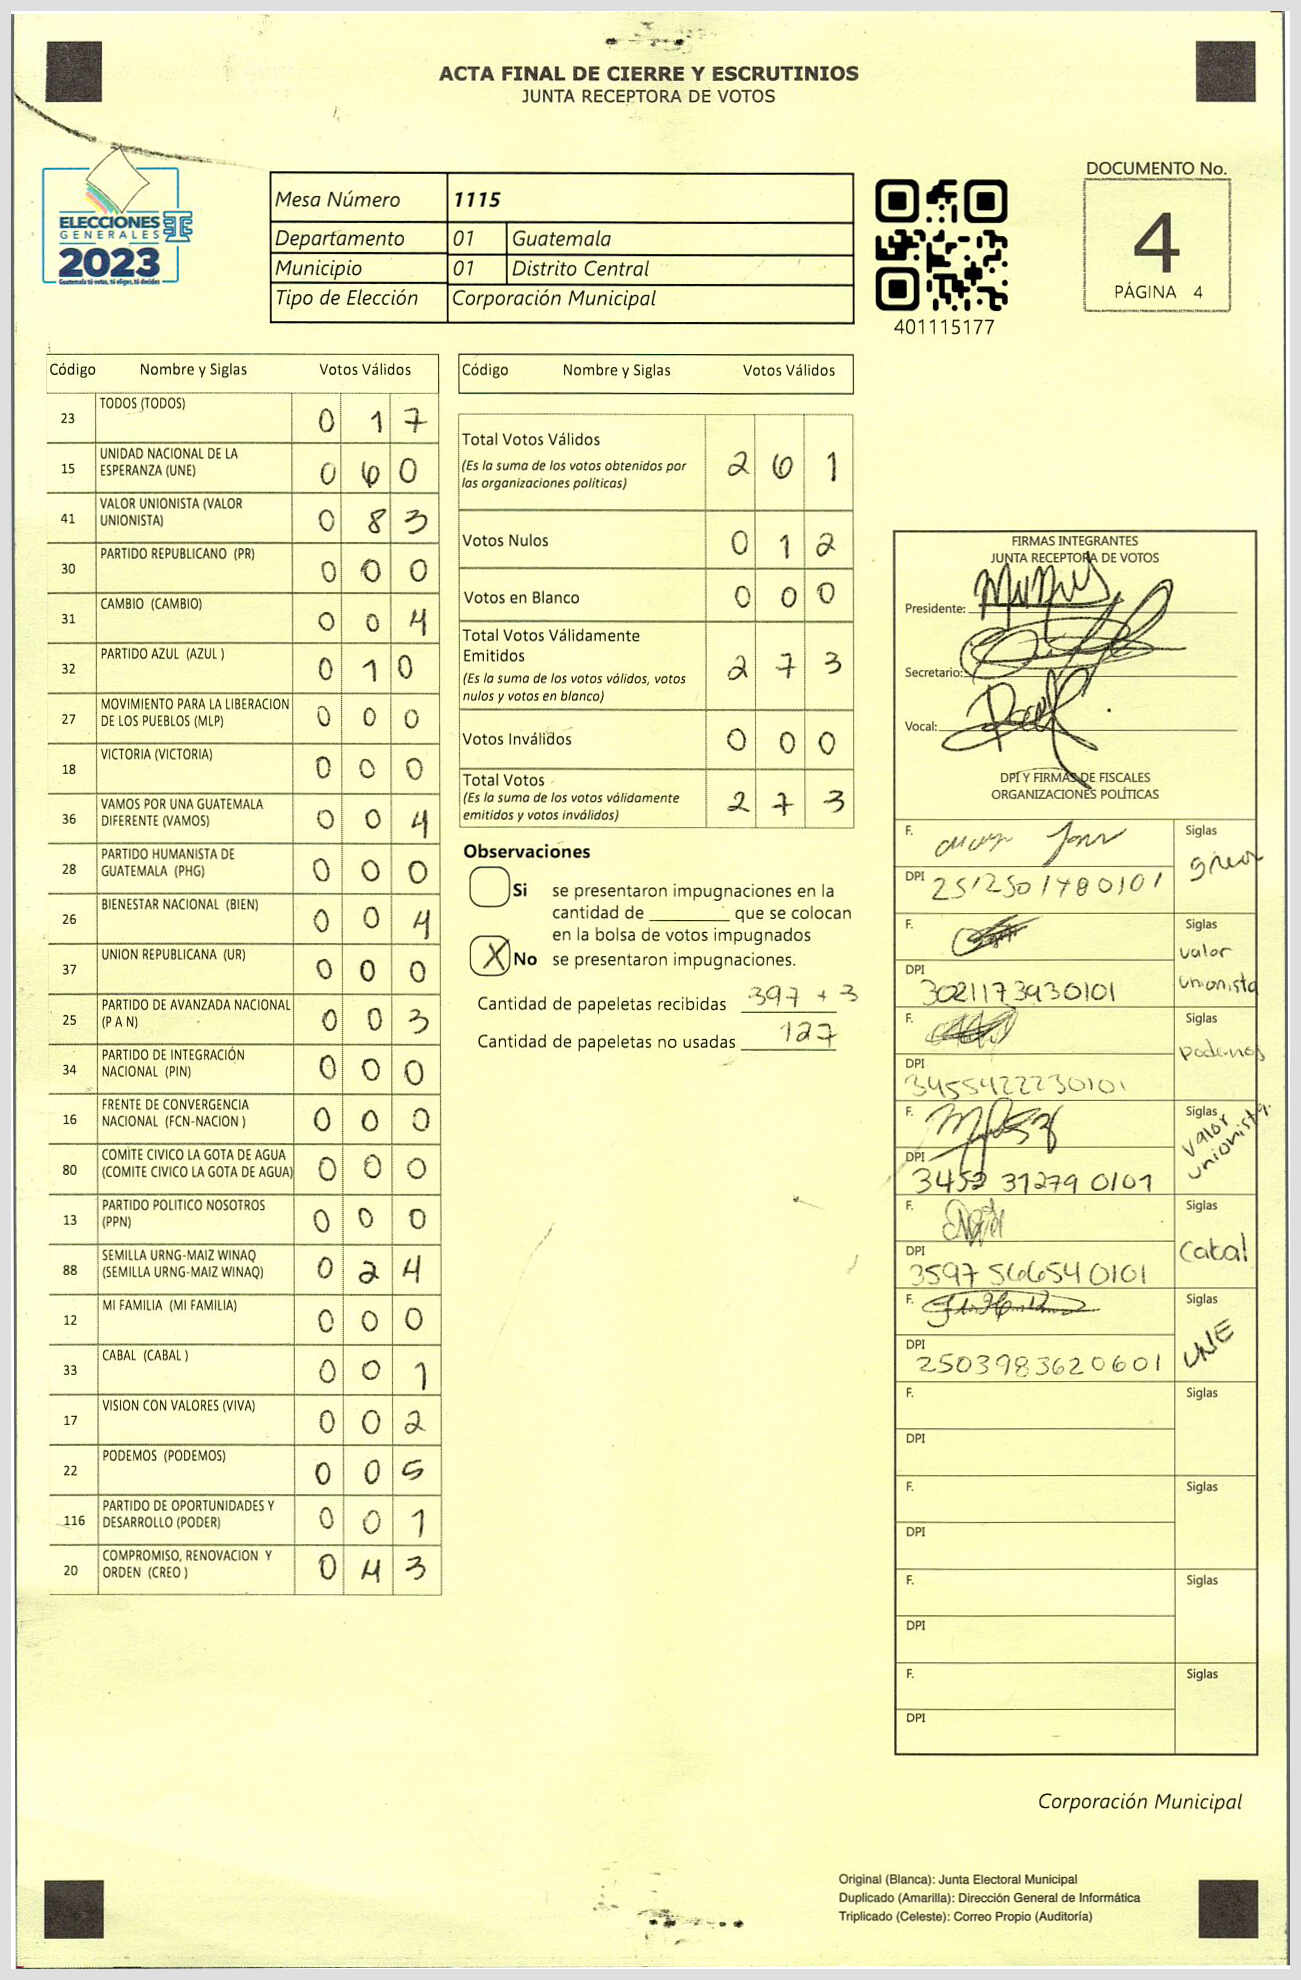 ACTA FINAL DE CIERRE Y ESCRUTINIOS
JUNTA RECEPTORA DE VOTOS
ELECCIONES
GENERALES
2023
Guatemala tú votas, tú eliges, tú decides
Mesa Número 1115
Departamento 01 Guatemala
Municipio 01 Distrito Central
Tipo de Elección Corporación Municipal
401115177
DOCUMENTO No.
4
PÁGINA 4
Código Nombre y Siglas Votos Válidos
23 TODOS (TODOS) 0 1 7
15 UNIDAD NACIONAL DE LA ESPERANZA (UNE) 0 6 0
41 VALOR UNIONISTA (VALOR UNIONISTA) 0 8 3
30 PARTIDO REPUBLICANO (PR) 0 0 0
31 CAMBIO (CAMBIO) 0 0 4
32 PARTIDO AZUL (AZUL ) 0 1 0
27 MOVIMIENTO PARA LA LIBERACION DE LOS PUEBLOS (MLP) 0 0 0
18 VICTORIA (VICTORIA) 0 0 0
36 VAMOS POR UNA GUATEMALA DIFERENTE (VAMOS) 0 0 4
28 PARTIDO HUMANISTA DE GUATEMALA (PHG) 0 0 0
26 BIENESTAR NACIONAL (BIEN) 0 0 4
37 UNION REPUBLICANA (UR) 0 0 0
25 PARTIDO DE AVANZADA NACIONAL (P A N) 0 0 3
34 PARTIDO DE INTEGRACIÓN NACIONAL (PIN) 0 0 0
16 FRENTE DE CONVERGENCIA NACIONAL (FCN-NACION ) 0 0 0
80 COMITE CIVICO LA GOTA DE AGUA (COMITE CIVICO LA GOTA DE AGUA) 0 0 0
13 PARTIDO POLITICO NOSOTROS (PPN) 0 0 0
88 SEMILLA URNG-MAIZ WINAQ (SEMILLA URNG-MAIZ WINAQ) 0 2 4
12 MI FAMILIA (MI FAMILIA) 0 0 0
33 CABAL (CABAL ) 0 0 1
17 VISION CON VALORES (VIVA) 0 0 2
22 PODEMOS (PODEMOS) 0 0 5
116 PARTIDO DE OPORTUNIDADES Y DESARROLLO (PODER) 0 0 1
20 COMPROMISO, RENOVACION Y ORDEN (CREO ) 0 4 3
Código Nombre y Siglas Votos Válidos
Total Votos Válidos 2 6 1
(Es la suma de los votos obtenidos por
las organizaciones políticas)
Votos Nulos 0 1 2
Votos en Blanco 0 0 0
Total Votos Válidamente
Emitidos 2 7 3
(Es la suma de los votos válidos, votos
nulos y votos en blanco)
Votos Inválidos 0 0 0
Total Votos 2 7 3
(Es la suma de los votos válidamente
emitidos y votos inválidos)
Observaciones
Si se presentaron impugnaciones en la
cantidad de ________ que se colocan
en la bolsa de votos impugnados
X No se presentaron impugnaciones.
Cantidad de papeletas recibidas 397 + 3
Cantidad de papeletas no usadas 127
FIRMAS INTEGRANTES
JUNTA RECEPTORA DE VOTOS
Presidente:
Secretario:
Vocal:
DPI Y FIRMAS DE FISCALES
ORGANIZACIONES POLÍTICAS
F. Siglas
DPI 2512501780101
F. Siglas valor unionista
DPI 3021173930101
F. Siglas podemos
DPI 3455422230101
F. Siglas valor unionista
DPI 3452 31279 0101
F. Siglas Cabal
DPI 3597 56654 0101
F. Siglas UNE
DPI 2503983620601
F. Siglas
DPI
F. Siglas
DPI
F. Siglas
DPI
F. Siglas
DPI
Corporación Municipal
Original (Blanca): Junta Electoral Municipal
Duplicado (Amarilla): Dirección General de Informática
Triplicado (Celeste): Correo Propio (Auditoría)